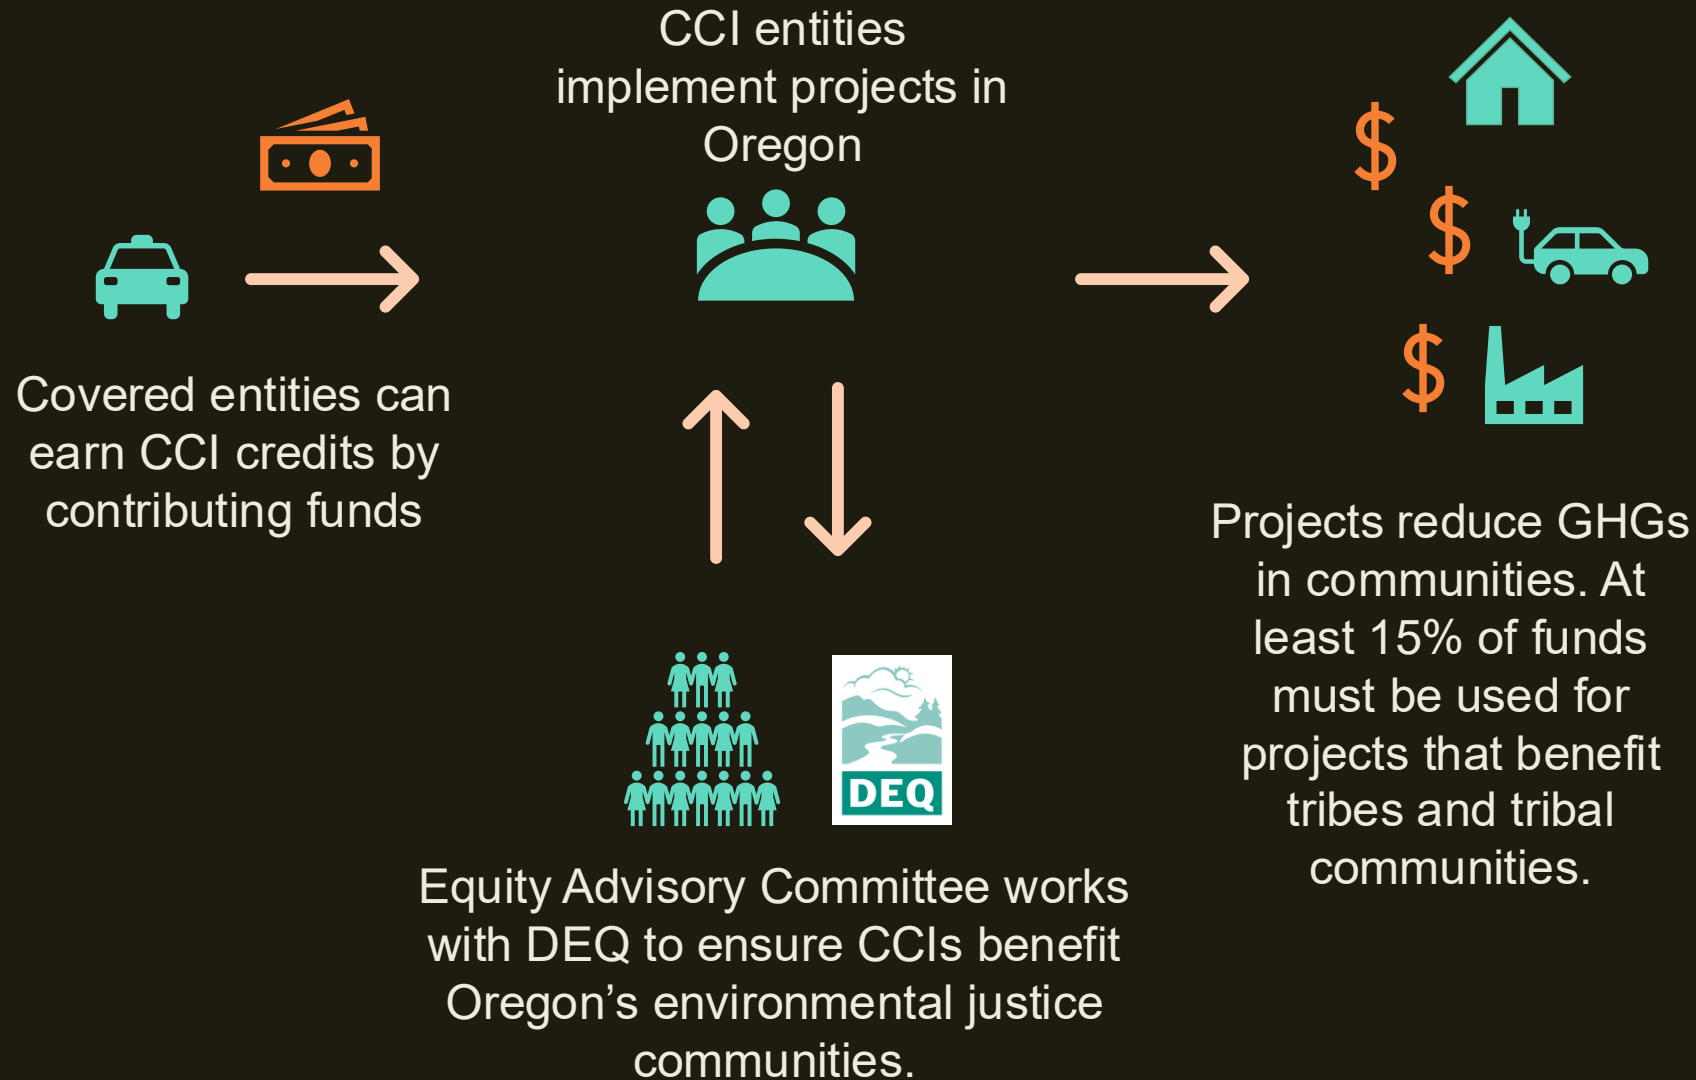 CCI entities
implement projects in
Oregon
Covered entities can
earn CCI credits by
contributing funds
Projects reduce GHGs
in communities. At
least 15% of funds
must be used for
projects that benefit
tribes and tribal
communities.
DEQ
Equity Advisory Committee works
with DEQ to ensure CCIs benefit
Oregon’s environmental justice
communities.